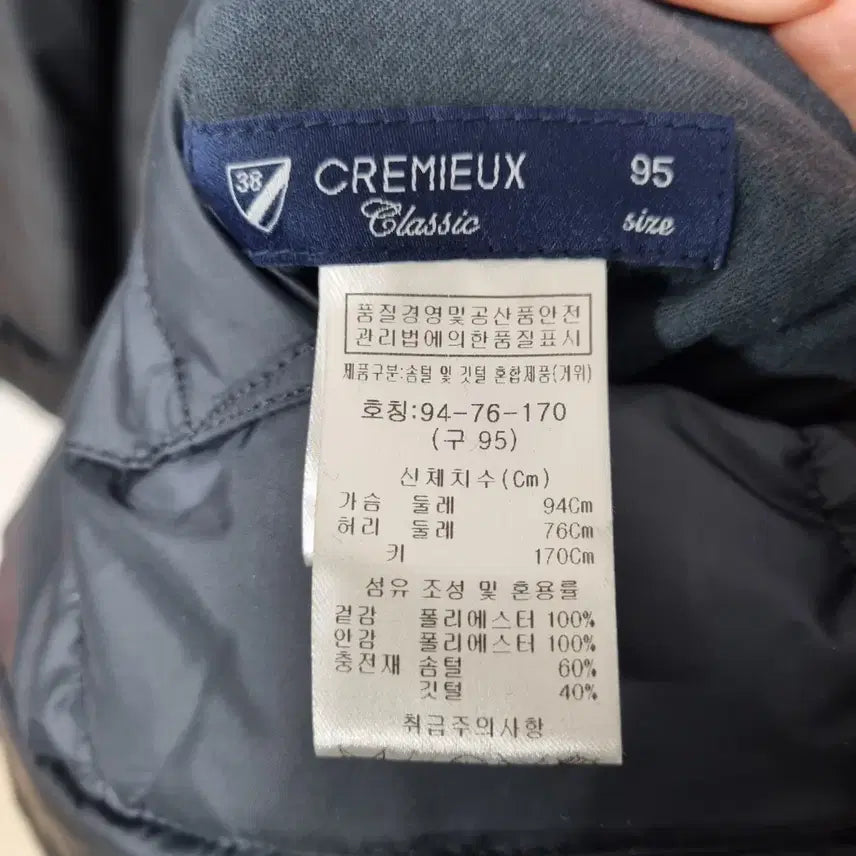 38
CREMIEUX 95
Classic size
품질경영및공산품안전
관리법에의한품질표시
제품구분:솜털 및 깃털 혼합제품(거위)
호칭:94-76-170
(구 95)
신체치수(Cm)
가슴 둘레 94Cm
허리 둘레 76Cm
키 170Cm
섬유 조성 및 혼용률
겉감 폴리에스터 100%
안감 폴리에스터 100%
충전재 솜털 60%
깃털 40%
취급주의사항